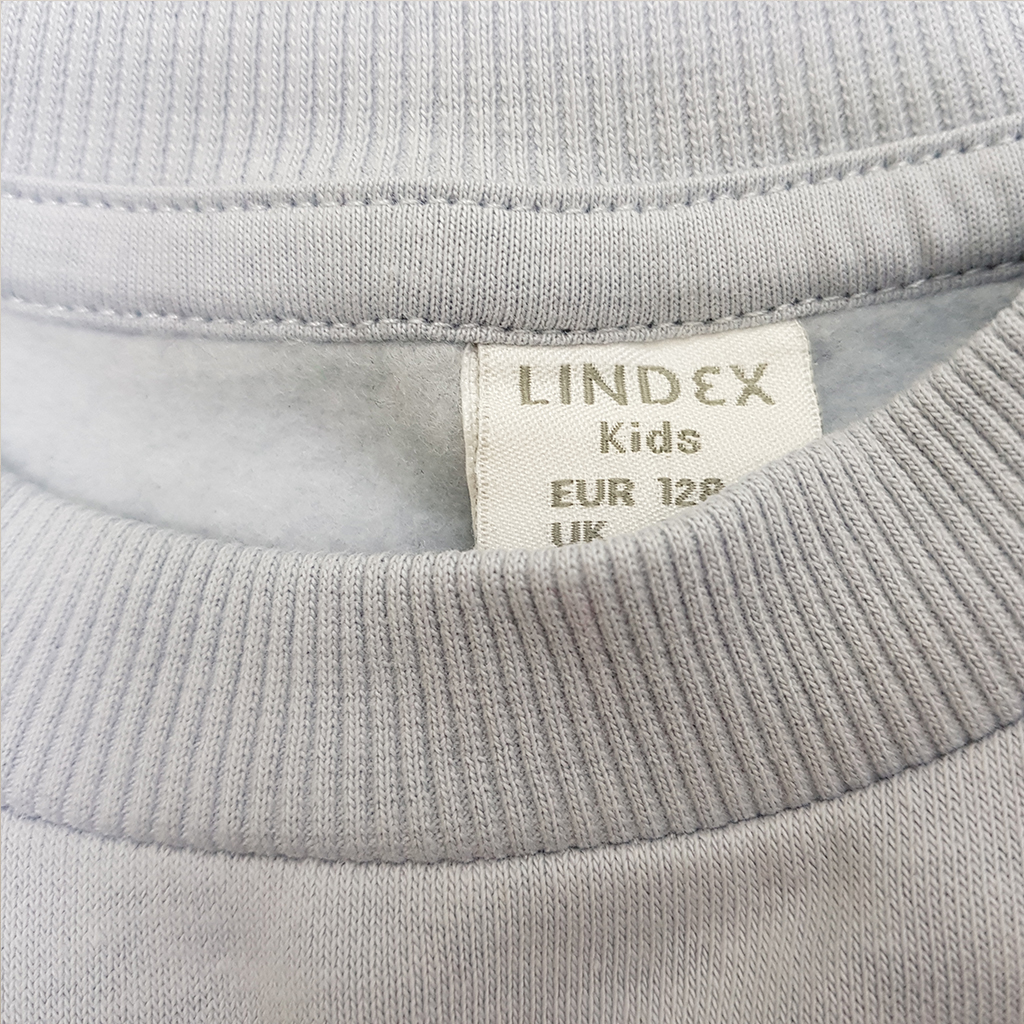 LINDEX
Kids
EUR 128
UK